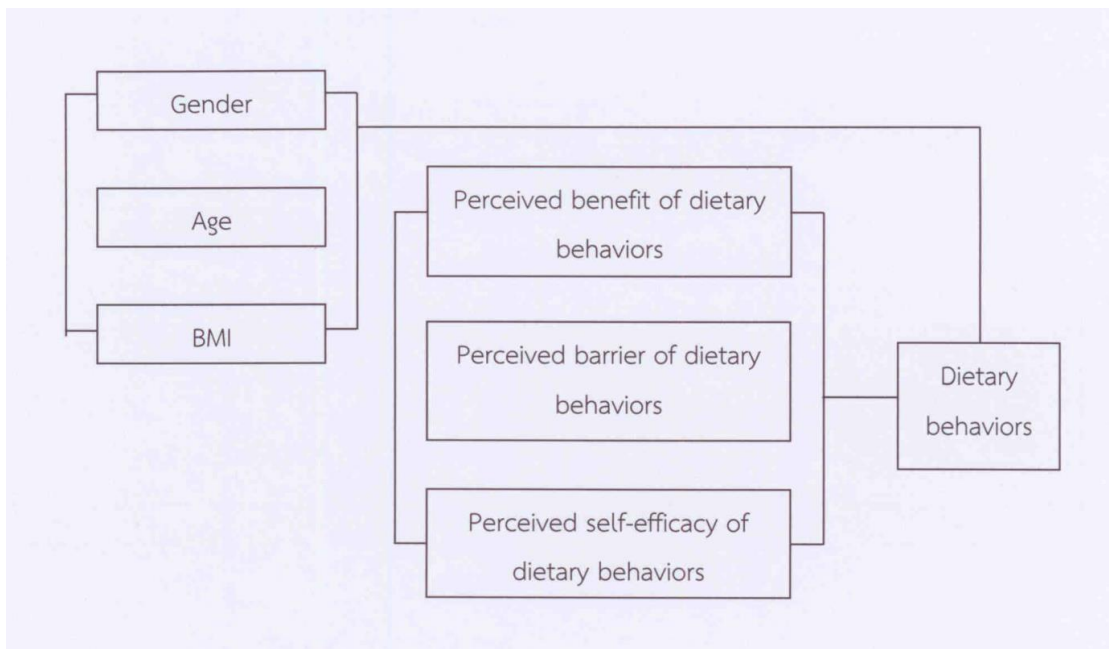 Gender
Age
BMI
Perceived benefit of dietary
behaviors
Perceived barrier of dietary
behaviors
Perceived self-efficacy of
dietary behaviors
Dietary
behaviors